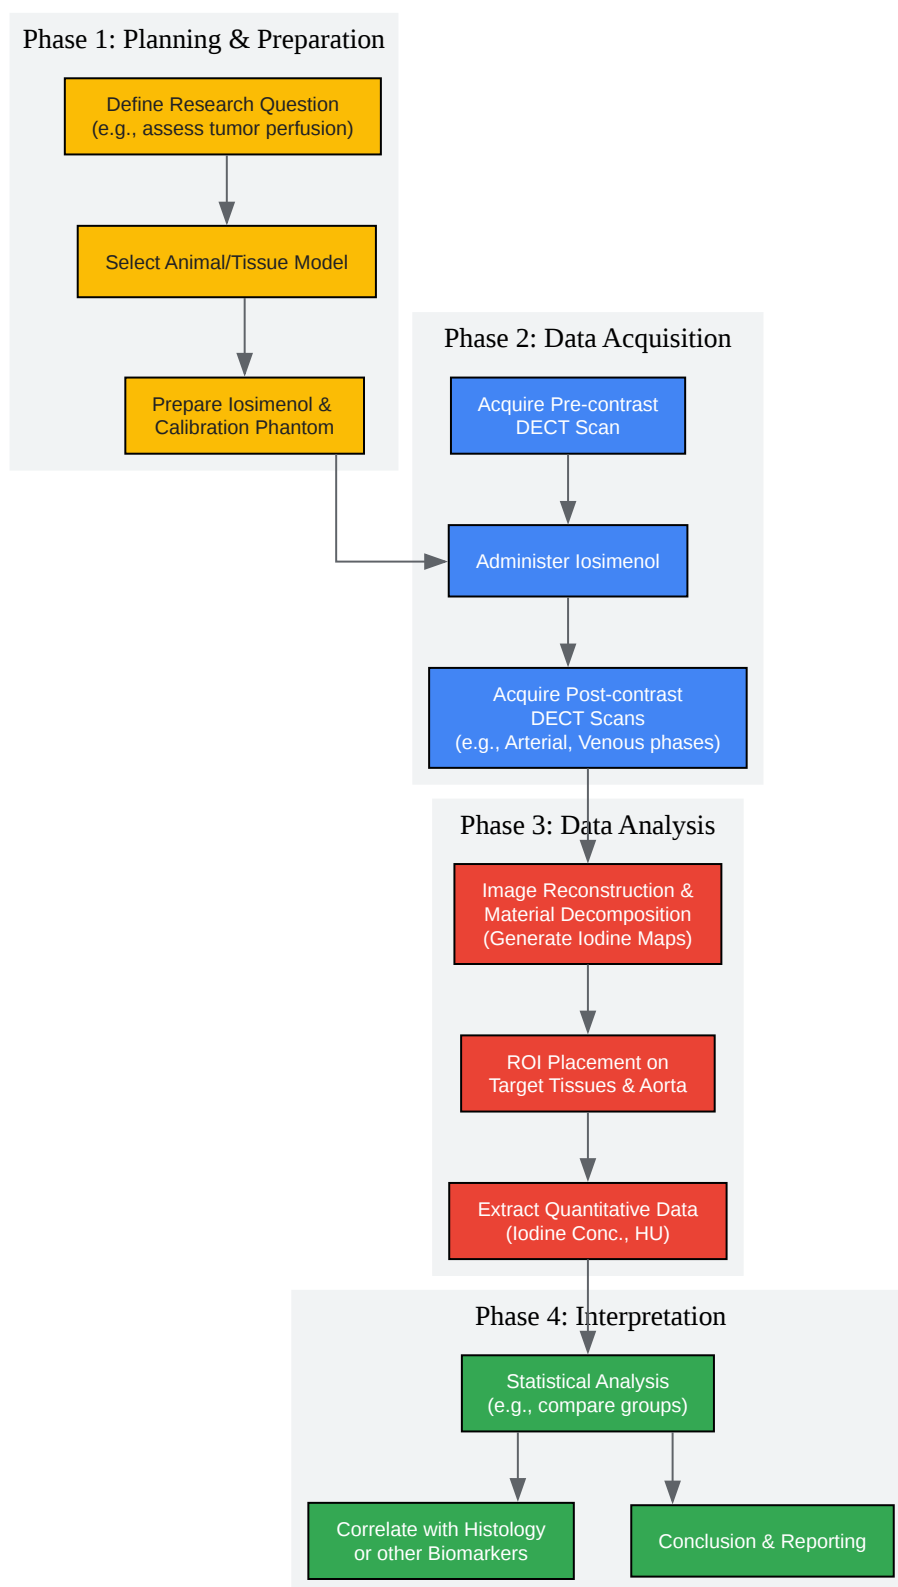 Phase 1: Planning & Preparation
Define Research Question
(e.g., assess tumor perfusion)
Select Animal/Tissue Model
Prepare Iosimenol &
Calibration Phantom
Phase 2: Data Acquisition
Acquire Pre-contrast
DECT Scan
Administer Iosimenol
Acquire Post-contrast
DECT Scans
(e.g., Arterial, Venous phases)
Phase 3: Data Analysis
Image Reconstruction &
Material Decomposition
(Generate Iodine Maps)
ROI Placement on
Target Tissues & Aorta
Extract Quantitative Data
(Iodine Conc., HU)
Phase 4: Interpretation
Statistical Analysis
(e.g., compare groups)
Correlate with Histology
or other Biomarkers
Conclusion & Reporting